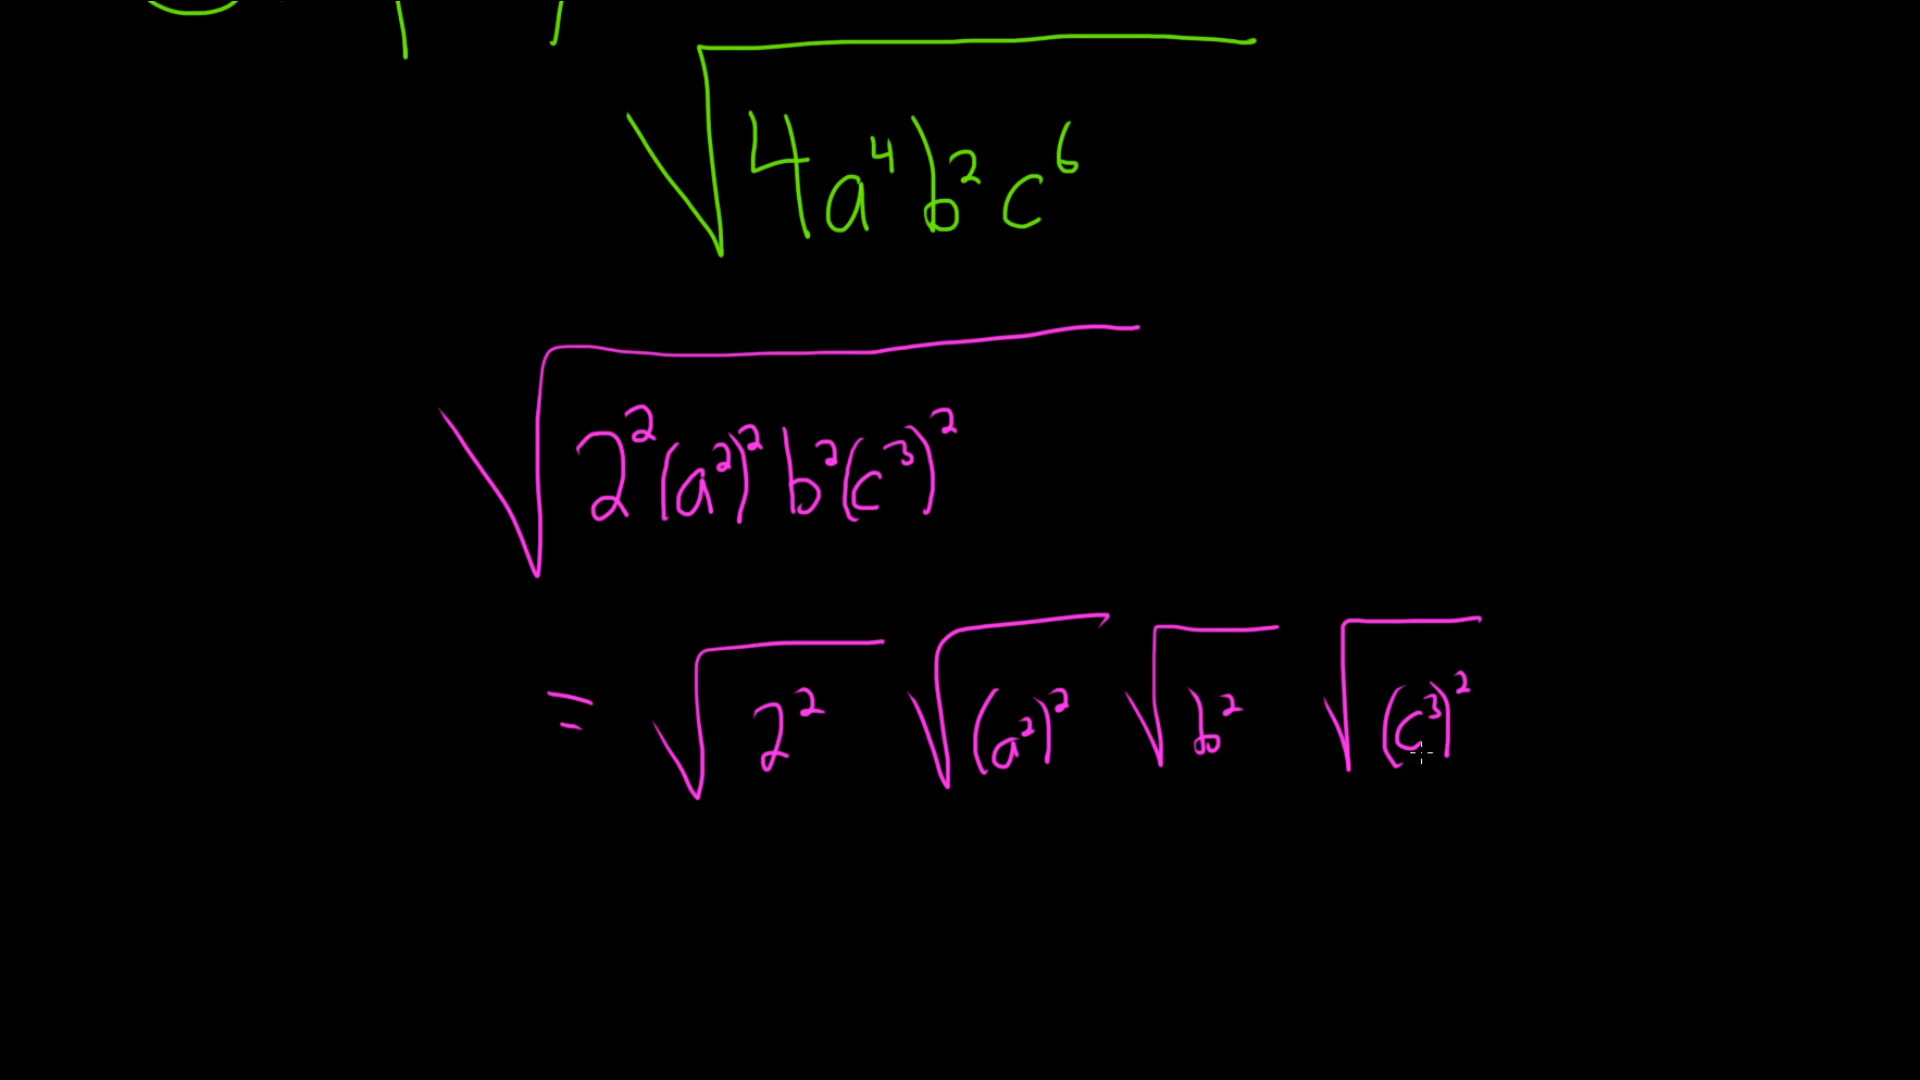 √(4a⁴b²c⁶)
√(2²(a²)²b²(c³)²)
= √(2²) √((a²)²) √(b²) √((c³)²)